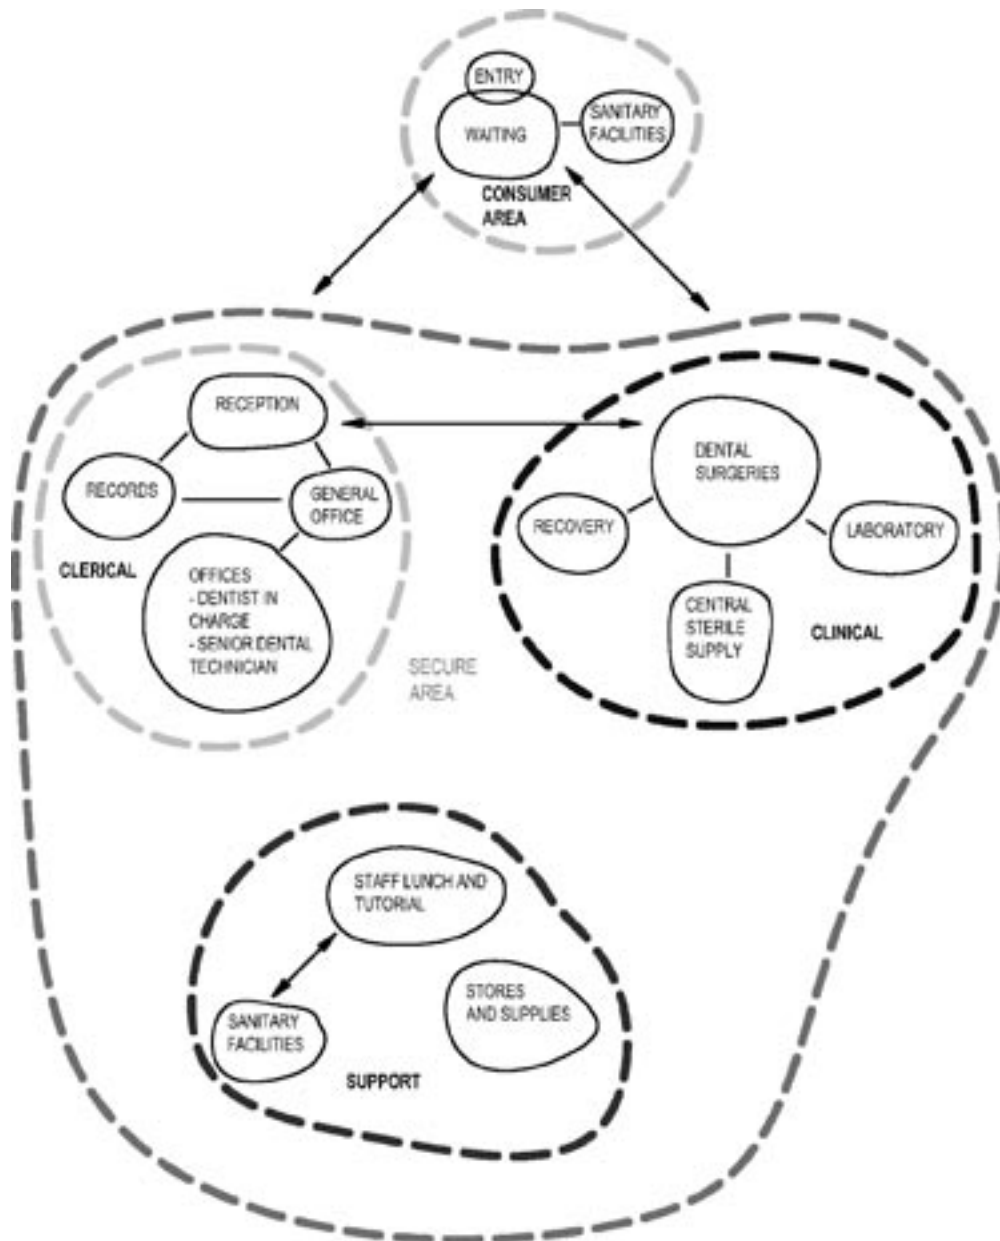 ENTRY
WAITING
SANITARY
FACILITIES
CONSUMER
AREA
RECEPTION
RECORDS
GENERAL
OFFICE
CLERICAL
OFFICES
- DENTIST IN
CHARGE
- SENIOR DENTAL
TECHNICIAN
SECURE
AREA
DENTAL
SURGERIES
RECOVERY
LABORATORY
CENTRAL
STERILE
SUPPLY
CLINICAL
STAFF LUNCH AND
TUTORIAL
STORES
AND SUPPLIES
SANITARY
FACILITIES
SUPPORT